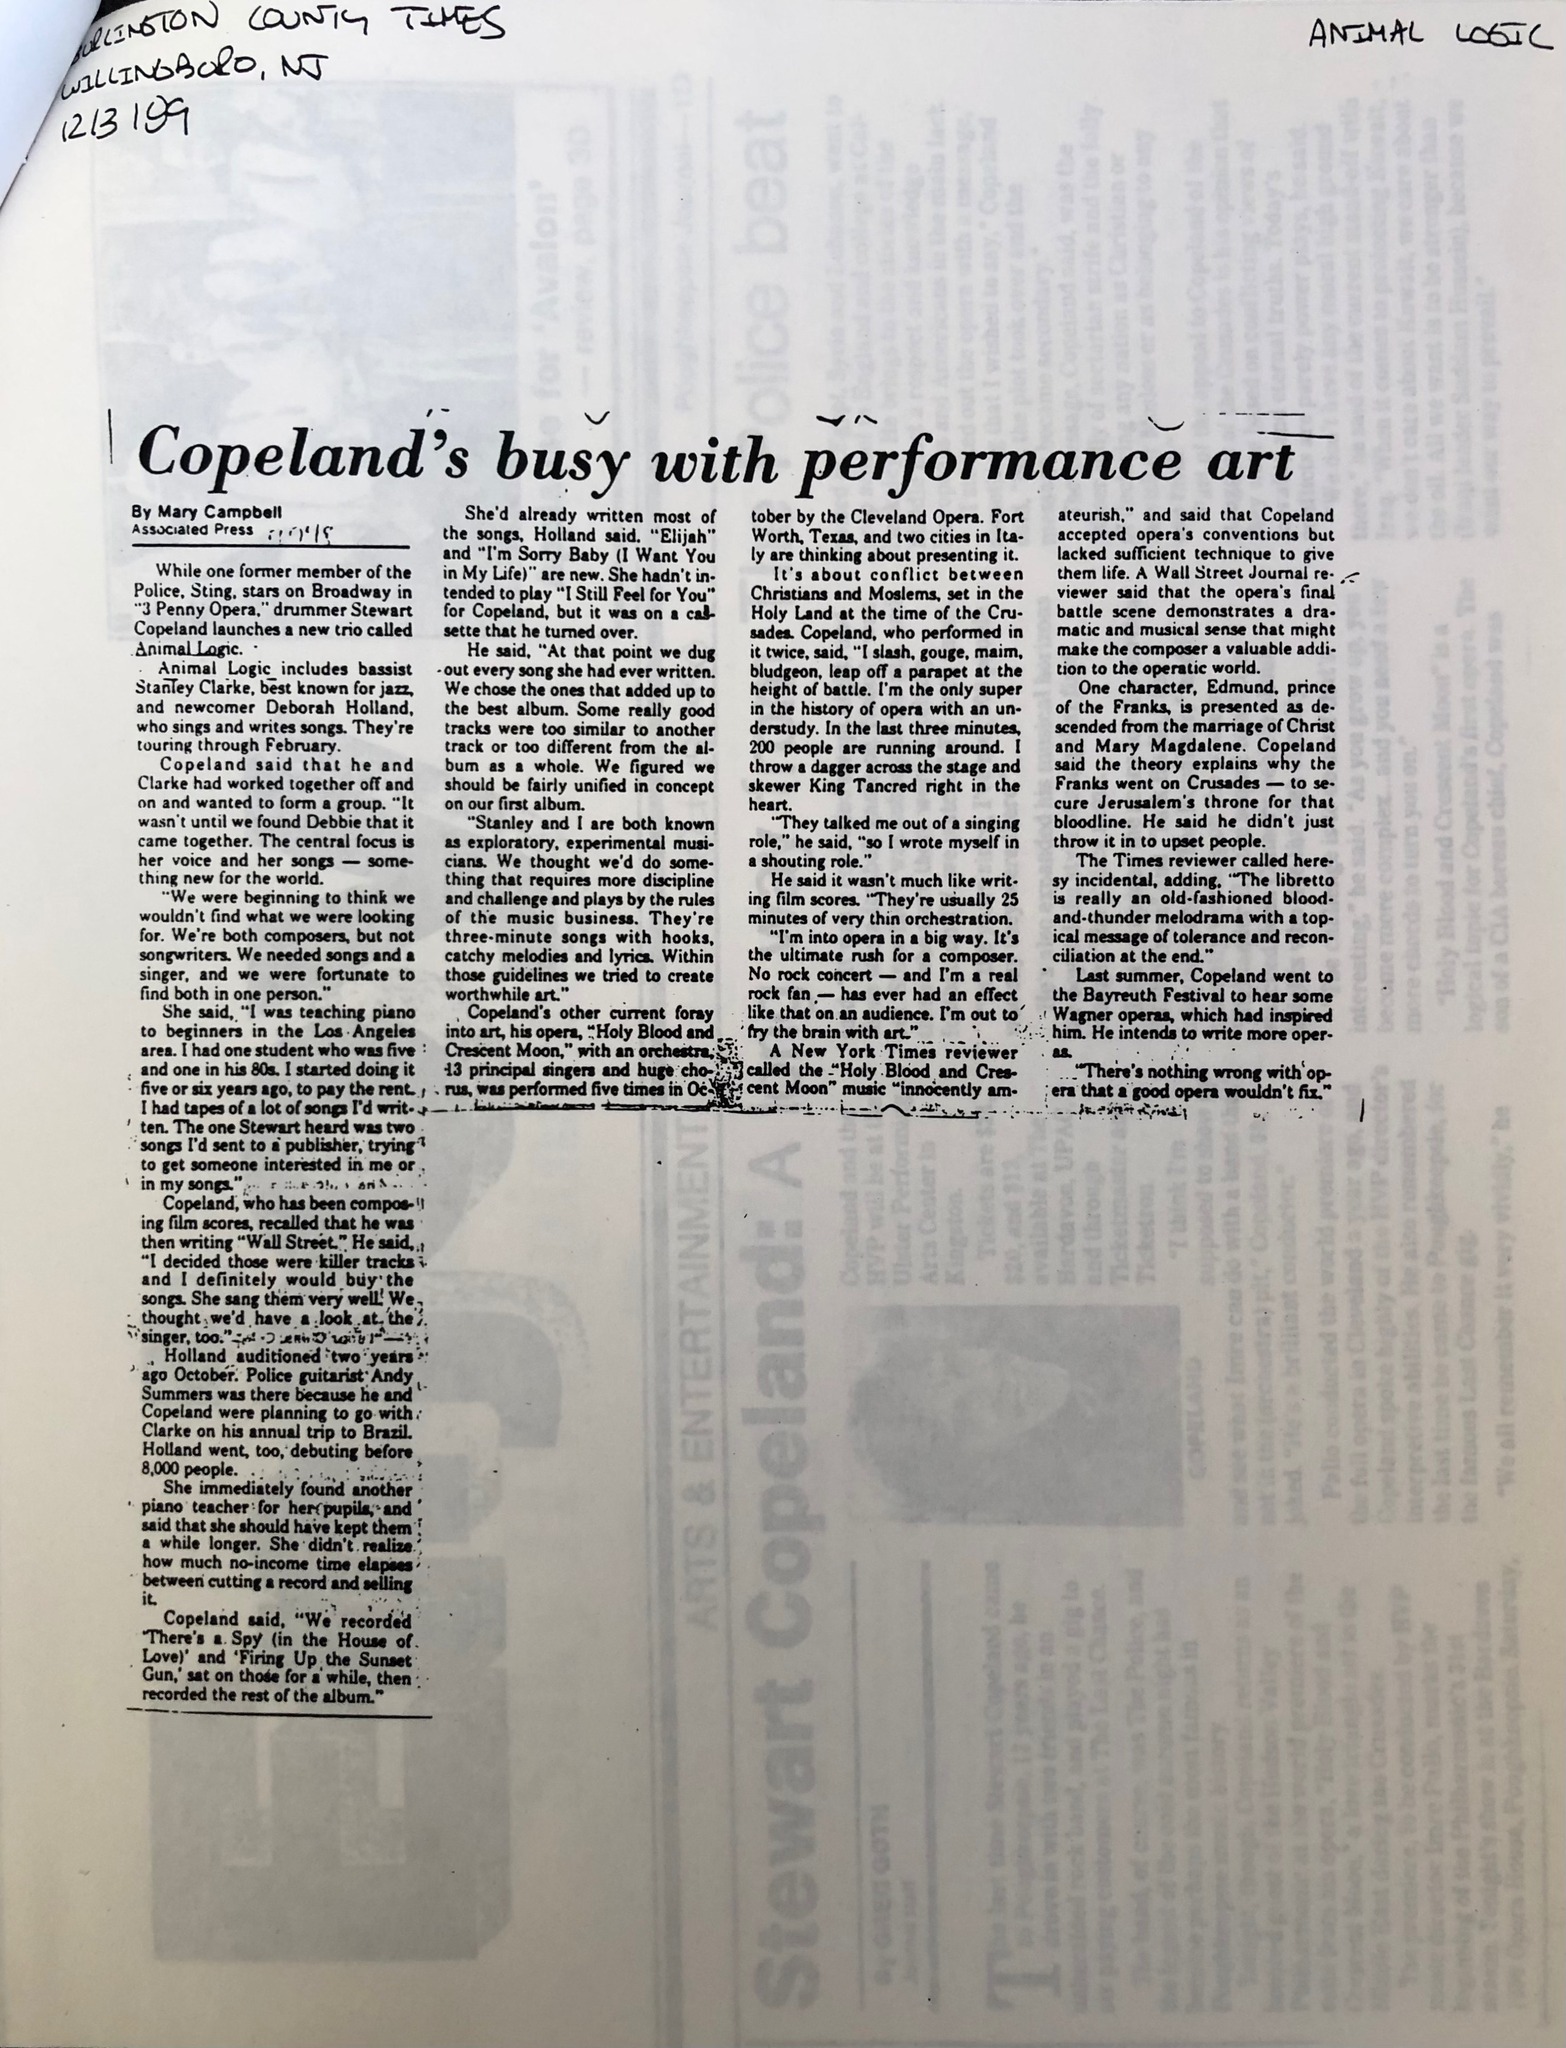 BURLINGTON COUNTY TIMES
WILLINGBORO, NJ
12/3/89
ANIMAL LOGIC
Copeland's busy with performance art
By Mary Campbell
Associated Press
While one former member of the
Police, Sting, stars on Broadway in
"3 Penny Opera," drummer Stewart
Copeland launches a new trio called
Animal Logic.
Animal Logic includes bassist
Stanley Clarke, best known for jazz,
and newcomer Deborah Holland,
who sings and writes songs. They're
touring through February.
Copeland said that he and
Clarke had worked together off and
on and wanted to form a group. "It
wasn't until we found Debbie that it
came together. The central focus is
her voice and her songs — some-
thing new for the world.
"We were beginning to think we
wouldn't find what we were looking
for. We're both composers, but not
songwriters. We needed songs and a
singer, and we were fortunate to
find both in one person."
She said, "I was teaching piano
to beginners in the Los Angeles
area. I had one student who was five
and one in his 80s. I started doing it
five or six years ago, to pay the rent.
I had tapes of a lot of songs I'd writ-
ten. The one Stewart heard was two
songs I'd sent to a publisher, trying
to get someone interested in me or
in my songs."
Copeland, who has been compos-
ing film scores, recalled that he was
then writing "Wall Street." He said,
"I decided those were killer tracks
and I definitely would buy the
songs. She sang them very well. We
thought we'd have a look at the
singer, too."
Holland auditioned two years
ago October. Police guitarist Andy
Summers was there because he and
Copeland were planning to go with
Clarke on his annual trip to Brazil.
Holland went, too, debuting before
8,000 people.
She immediately found another
piano teacher for her pupils, and
said that she should have kept them
a while longer. She didn't realize
how much no-income time elapses
between cutting a record and selling
it.
Copeland said, "We recorded
'There's a Spy (in the House of
Love)' and 'Firing Up the Sunset
Gun,' sat on those for a while, then
recorded the rest of the album."
She'd already written most of
the songs, Holland said. "Elijah"
and "I'm Sorry Baby (I Want You
in My Life)" are new. She hadn't in-
tended to play "I Still Feel for You"
for Copeland, but it was on a cas-
sette that he turned over.
He said, "At that point we dug
out every song she had ever written.
We chose the ones that added up to
the best album. Some really good
tracks were too similar to another
track or too different from the al-
bum as a whole. We figured we
should be fairly unified in concept
on our first album.
"Stanley and I are both known
as exploratory, experimental musi-
cians. We thought we'd do some-
thing that requires more discipline
and challenge and plays by the rules
of the music business. They're
three-minute songs with hooks,
catchy melodies and lyrics. Within
those guidelines we tried to create
worthwhile art."
Copeland's other current foray
into art, his opera, "Holy Blood and
Crescent Moon," with an orchestra,
13 principal singers and huge cho-
rus, was performed five times in Oc-
tober by the Cleveland Opera. Fort
Worth, Texas, and two cities in Ita-
ly are thinking about presenting it.
It's about conflict between
Christians and Moslems, set in the
Holy Land at the time of the Cru-
sades. Copeland, who performed in
it twice, said, "I slash, gouge, maim,
bludgeon, leap off a parapet at the
height of battle. I'm the only super
in the history of opera with an un-
derstudy. In the last three minutes,
200 people are running around. I
throw a dagger across the stage and
skewer King Tancred right in the
heart.
"They talked me out of a singing
role," he said, "so I wrote myself in
a shouting role."
He said it wasn't much like writ-
ing film scores. "They're usually 25
minutes of very thin orchestration.
"I'm into opera in a big way. It's
the ultimate rush for a composer.
No rock concert — and I'm a real
rock fan — has ever had an effect
like that on an audience. I'm out to
fry the brain with art."
A New York Times reviewer
called the "Holy Blood and Cres-
cent Moon" music "innocently am-
ateurish," and said that Copeland
accepted opera's conventions but
lacked sufficient technique to give
them life. A Wall Street Journal re-
viewer said that the opera's final
battle scene demonstrates a dra-
matic and musical sense that might
make the composer a valuable addi-
tion to the operatic world.
One character, Edmund, prince
of the Franks, is presented as de-
scended from the marriage of Christ
and Mary Magdalene. Copeland
said the theory explains why the
Franks went on Crusades — to se-
cure Jerusalem's throne for that
bloodline. He said he didn't just
throw it in to upset people.
The Times reviewer called here-
sy incidental, adding, "The libretto
is really an old-fashioned blood-
and-thunder melodrama with a top-
ical message of tolerance and recon-
ciliation at the end."
Last summer, Copeland went to
the Bayreuth Festival to hear some
Wagner operas, which had inspired
him. He intends to write more oper-
as.
"There's nothing wrong with op-
era that a good opera wouldn't fix."